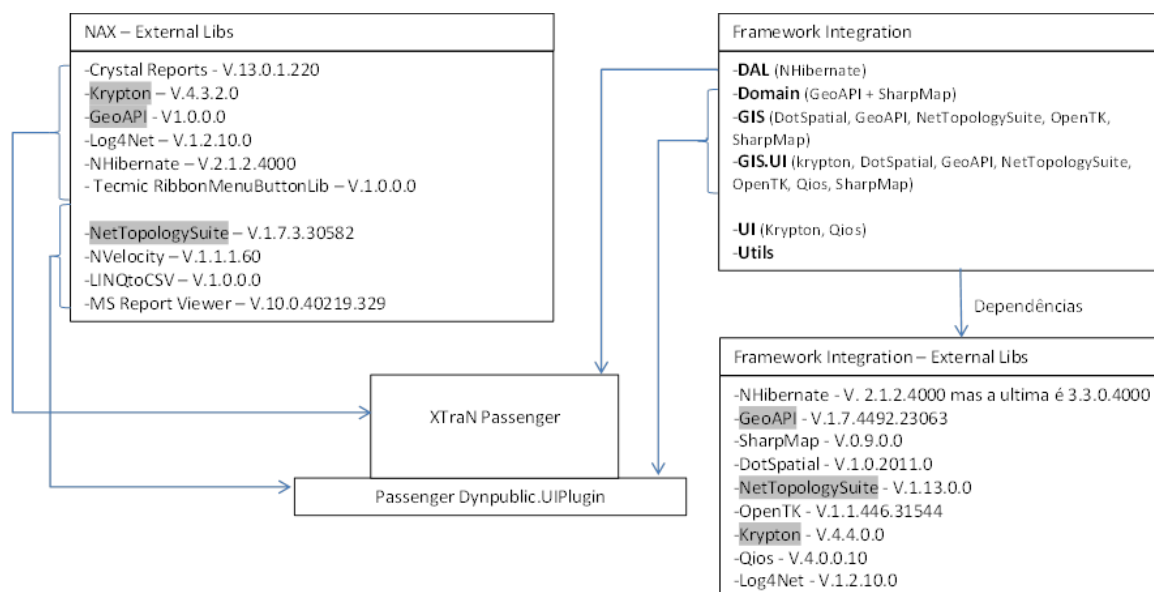 NAX – External Libs
-Crystal Reports - V.13.0.1.220
-Krypton – V.4.3.2.0
-GeoAPI - V1.0.0.0
-Log4Net – V.1.2.10.0
-NHibernate – V.2.1.2.4000
- Tecmic RibbonMenuButtonLib – V.1.0.0.0
-NetTopologySuite – V.1.7.3.30582
-NVelocity – V.1.1.1.60
-LINQtoCSV – V.1.0.0.0
-MS Report Viewer – V.10.0.40219.329
Framework Integration
-DAL (NHibernate)
-Domain (GeoAPI + SharpMap)
-GIS (DotSpatial, GeoAPI, NetTopologySuite, OpenTK,
SharpMap)
-GIS.UI (krypton, DotSpatial, GeoAPI, NetTopologySuite,
OpenTK, Qios, SharpMap)
-UI (Krypton, Qios)
-Utils
Dependências
Framework Integration – External Libs
-NHibernate - V. 2.1.2.4000 mas a ultima é 3.3.0.4000
-GeoAPI - V.1.7.4492.23063
-SharpMap - V.0.9.0.0
-DotSpatial - V.1.0.2011.0
-NetTopologySuite - V.1.13.0.0
-OpenTK - V.1.1.446.31544
-Krypton - V.4.4.0.0
-Qios - V.4.0.0.10
-Log4Net - V.1.2.10.0
XTraN Passenger
Passenger Dynpublic.UIPlugin